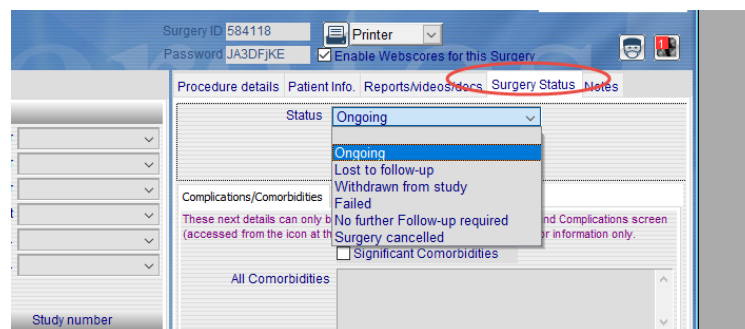 Surgery ID 584118
Printer
Password JA3DFjKE
Enable Webscores for this Surgery
1
Procedure details Patient Info. Reports/videos/docs Surgery Status Notes
Status Ongoing
Ongoing
Lost to follow-up
Withdrawn from study
Failed
No further Follow-up required
Surgery cancelled
Complications/Comorbidities
These next details can only b
nd Complications screen
(accessed from the icon at th
or information only.
Significant Comorbidities
All Comorbidities
Study number